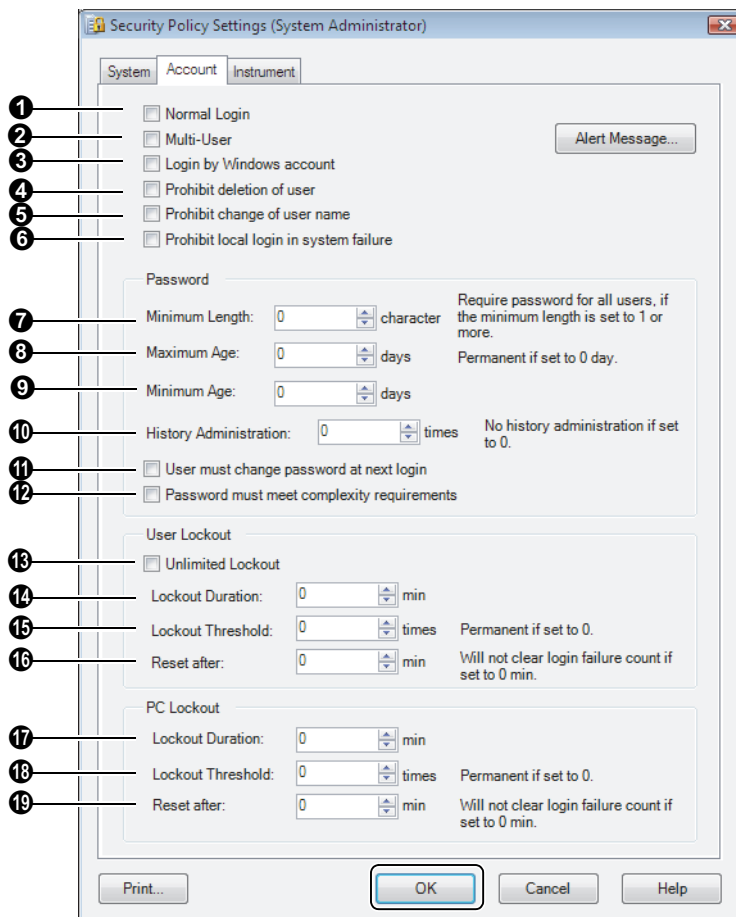 Security Policy Settings (System Administrator)
System Account Instrument
1 Normal Login
2 Multi-User
Alert Message...
3 Login by Windows account
4 Prohibit deletion of user
5 Prohibit change of user name
6 Prohibit local login in system failure
Password
7 Minimum Length: 0 character
Require password for all users, if
the minimum length is set to 1 or
more.
8 Maximum Age: 0 days Permanent if set to 0 day.
9 Minimum Age: 0 days
10 History Administration: 0 times
No history administration if set
to 0.
11 User must change password at next login
12 Password must meet complexity requirements
User Lockout
13 Unlimited Lockout
14 Lockout Duration: 0 min
15 Lockout Threshold: 0 times Permanent if set to 0.
16 Reset after: 0 min
Will not clear login failure count if
set to 0 min.
PC Lockout
17 Lockout Duration: 0 min
18 Lockout Threshold: 0 times Permanent if set to 0.
19 Reset after: 0 min
Will not clear login failure count if
set to 0 min.
Print... OK Cancel Help